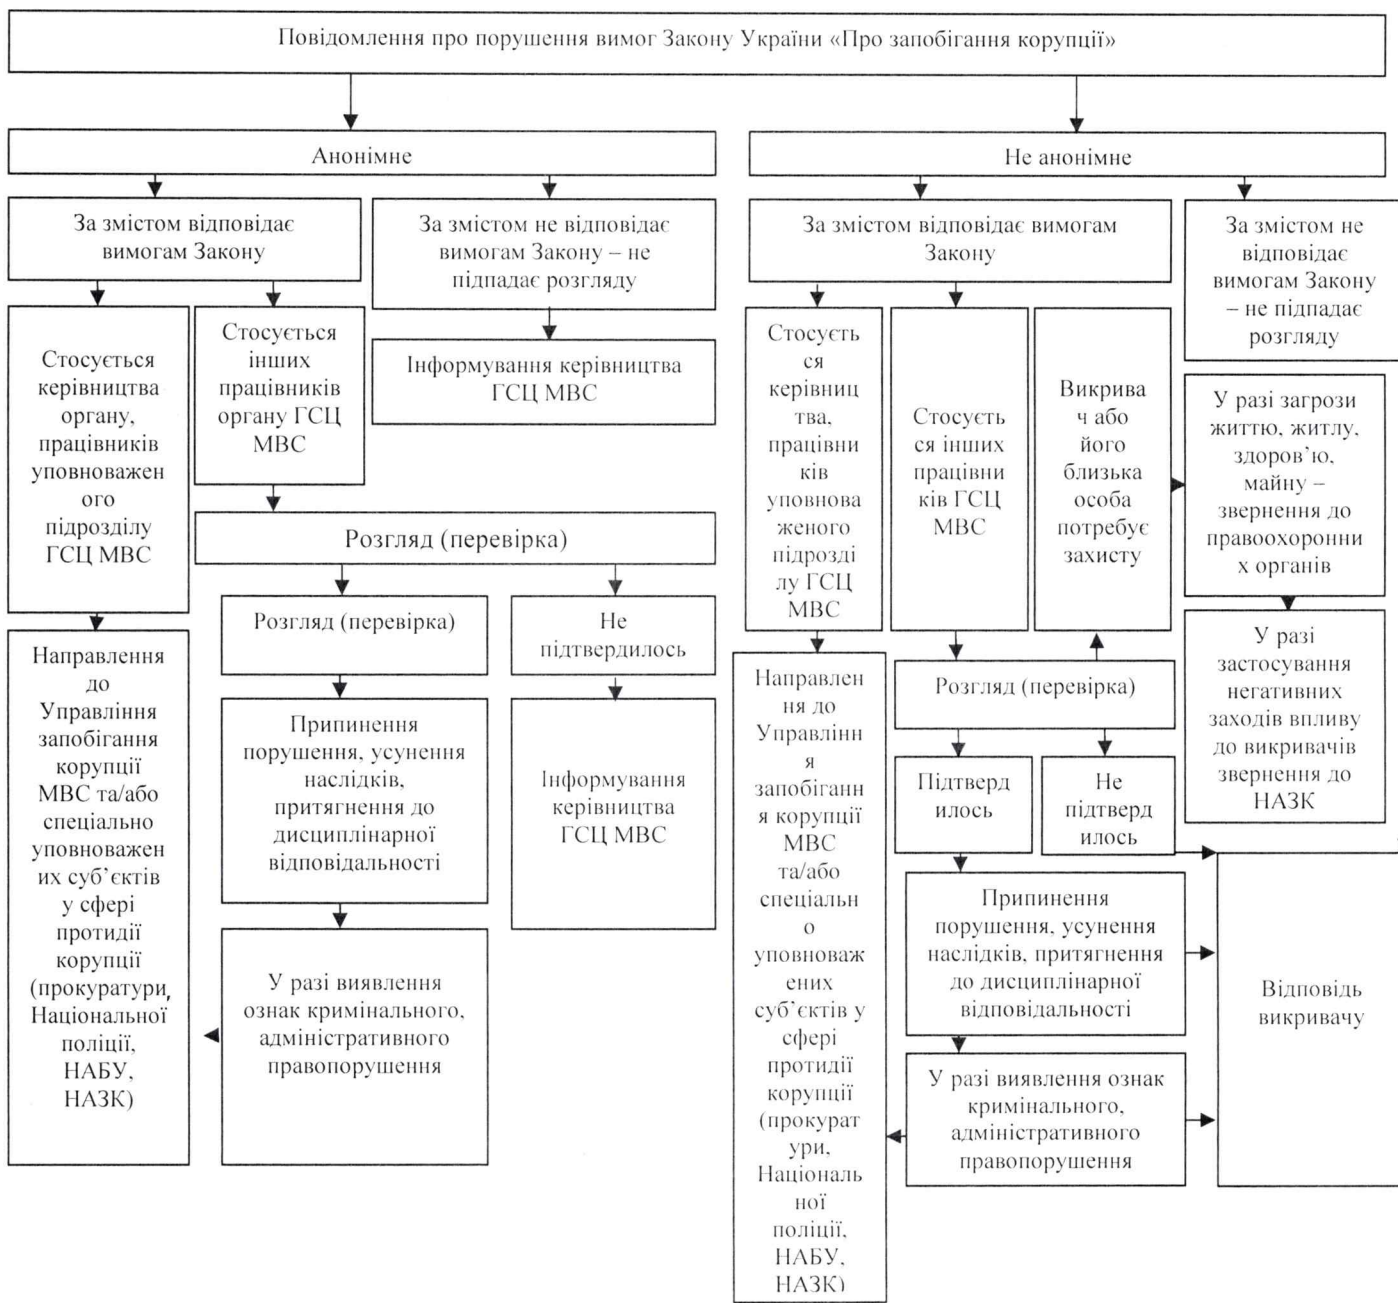 Повідомлення про порушення вимог Закону України «Про запобігання корупції»
Анонімне
Не анонімне
За змістом відповідає
вимогам Закону
За змістом не відповідає
вимогам Закону – не
підпадає розгляду
За змістом відповідає вимогам
Закону
За змістом не
відповідає
вимогам Закону
– не підпадає
розгляду
Стосується
керівництва
органу,
працівників
уповноважен
ого
підрозділу
ГСЦ МВС
Стосується
інших
працівників
органу ГСЦ
МВС
Інформування керівництва
ГСЦ МВС
Розгляд (перевірка)
Розгляд (перевірка)
Не
підтвердилось
Направлення
до
Управління
запобігання
корупції
МВС та/або
спеціально
уповноважен
их суб’єктів
у сфері
протидії
корупції
(прокуратури,
Національної
поліції,
НАБУ,
НАЗК)
Припинення
порушення, усунення
наслідків,
притягнення до
дисциплінарної
відповідальності
Інформування
керівництва
ГСЦ МВС
У разі виявлення
ознак кримінального,
адміністративного
правопорушення
Стосуєть
ся
керівниц
тва,
працівни
ків
уповнова
женого
підрозді
лу ГСЦ
МВС
Стосуєть
ся інших
працівни
ків ГСЦ
МВС
Викрива
ч або
його
близька
особа
потребує
захисту
У разі загрози
життю, житлу,
здоров’ю,
майну –
звернення до
правоохоронни
х органів
У разі
застосування
негативних
заходів впливу
до викривачів
звернення до
НАЗК
Направлен
ня до
Управлінн
я
запобіганн
я корупції
МВС
та/або
спеціальн
о
уповноваж
ених
суб’єктів у
сфері
протидії
корупції
(прокурат
ури,
Національ
ної
поліції,
НАБУ,
НАЗК)
Розгляд (перевірка)
Підтверд
илось
Не
підтверд
илось
Припинення
порушення, усунення
наслідків, притягнення
до дисциплінарної
відповідальності
У разі виявлення ознак
кримінального,
адміністративного
правопорушення
Відповідь
викривачу